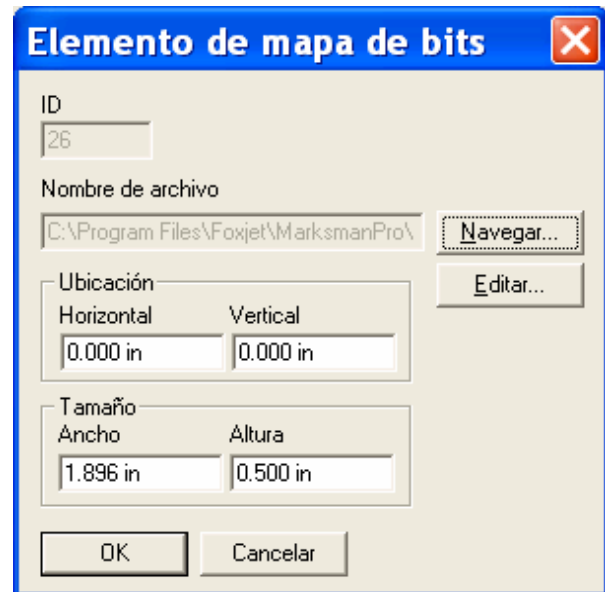 Elemento de mapa de bits
ID
26
Nombre de archivo
C:\Program Files\Foxjet\MarksmanPro\
Navegar...
Editar...
Ubicación
Horizontal Vertical
0.000 in 0.000 in
Tamaño
Ancho Altura
1.896 in 0.500 in
OK Cancelar